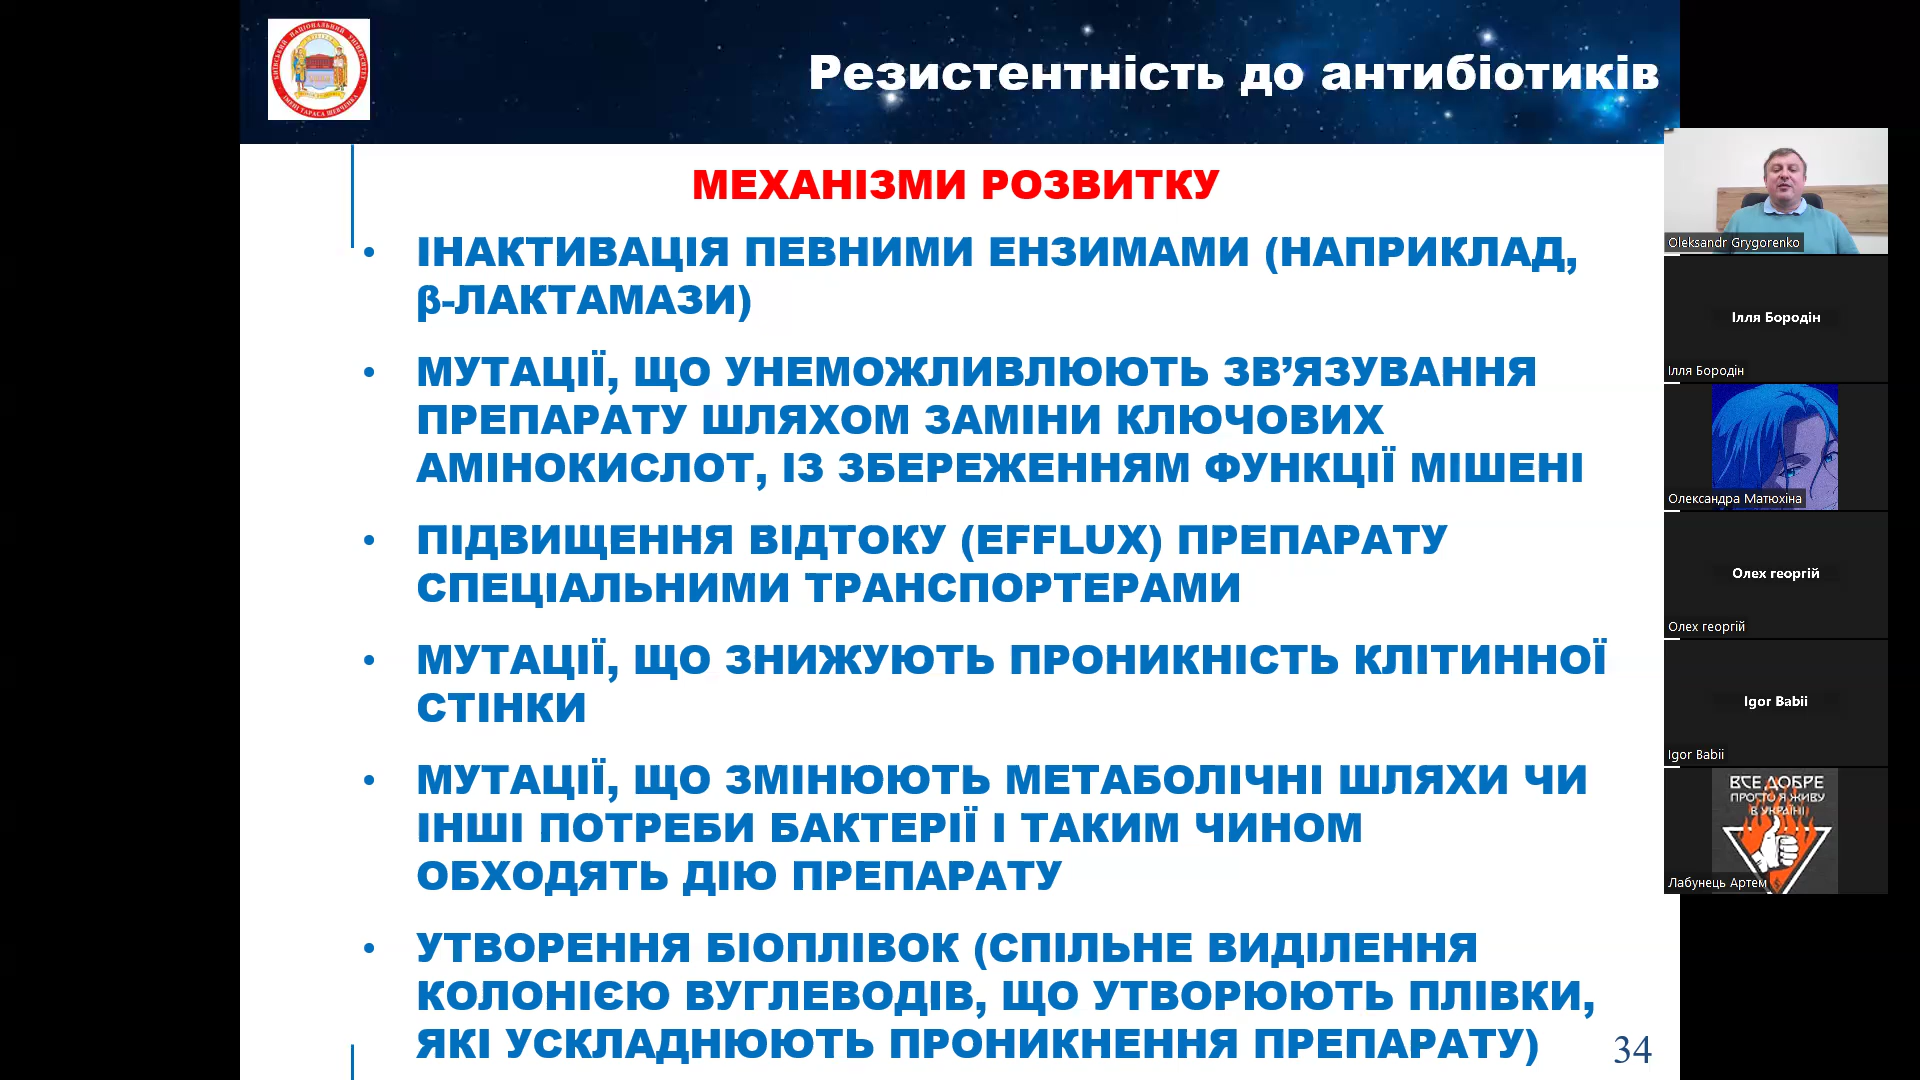 Резистентність до антибіотиків
МЕХАНІЗМИ РОЗВИТКУ
• ІНАКТИВАЦІЯ ПЕВНИМИ ЕНЗИМАМИ (НАПРИКЛАД,
β-ЛАКТАМАЗИ)
• МУТАЦІЇ, ЩО УНЕМОЖЛИВЛЮЮТЬ ЗВ’ЯЗУВАННЯ
ПРЕПАРАТУ ШЛЯХОМ ЗАМІНИ КЛЮЧОВИХ
АМІНОКИСЛОТ, ІЗ ЗБЕРЕЖЕННЯМ ФУНКЦІЇ МІШЕНІ
• ПІДВИЩЕННЯ ВІДТОКУ (EFFLUX) ПРЕПАРАТУ
СПЕЦІАЛЬНИМИ ТРАНСПОРТЕРАМИ
• МУТАЦІЇ, ЩО ЗНИЖУЮТЬ ПРОНИКНІСТЬ КЛІТИННОЇ
СТІНКИ
• МУТАЦІЇ, ЩО ЗМІНЮЮТЬ МЕТАБОЛІЧНІ ШЛЯХИ ЧИ
ІНШІ ПОТРЕБИ БАКТЕРІЇ І ТАКИМ ЧИНОМ
ОБХОДЯТЬ ДІЮ ПРЕПАРАТУ
• УТВОРЕННЯ БІОПЛІВОК (СПІЛЬНЕ ВИДІЛЕННЯ
КОЛОНІЄЮ ВУГЛЕВОДІВ, ЩО УТВОРЮЮТЬ ПЛІВКИ,
ЯКІ УСКЛАДНЮЮТЬ ПРОНИКНЕННЯ ПРЕПАРАТУ)
34
Oleksandr Grygorenko
Ілля Бородін
Ілля Бородін
Олександра Матюхіна
Олех георгій
Олех георгій
Igor Babii
Igor Babii
ВСЕ ДОБРЕ
ПРОСТО Я ЖИВУ
В УКРАЇНІ
Лабунець Артем